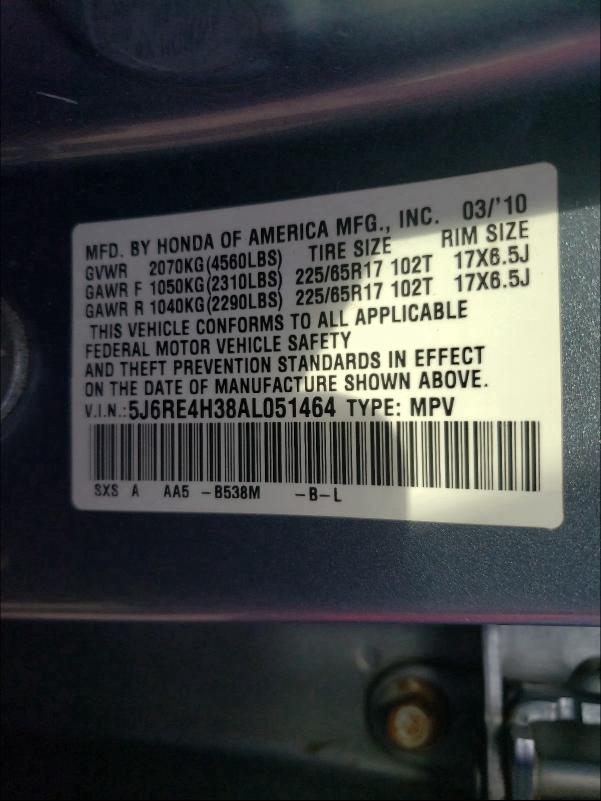 MFD. BY HONDA OF AMERICA MFG., INC. 03/'10
GVWR 2070KG(4560LBS) TIRE SIZE RIM SIZE
GAWR F 1050KG(2310LBS) 225/65R17 102T 17X6.5J
GAWR R 1040KG(2290LBS) 225/65R17 102T 17X6.5J
THIS VEHICLE CONFORMS TO ALL APPLICABLE
FEDERAL MOTOR VEHICLE SAFETY
AND THEFT PREVENTION STANDARDS IN EFFECT
ON THE DATE OF MANUFACTURE SHOWN ABOVE.
V.I.N.:5J6RE4H38AL051464 TYPE: MPV
SXS A AA5 -B538M -B-L